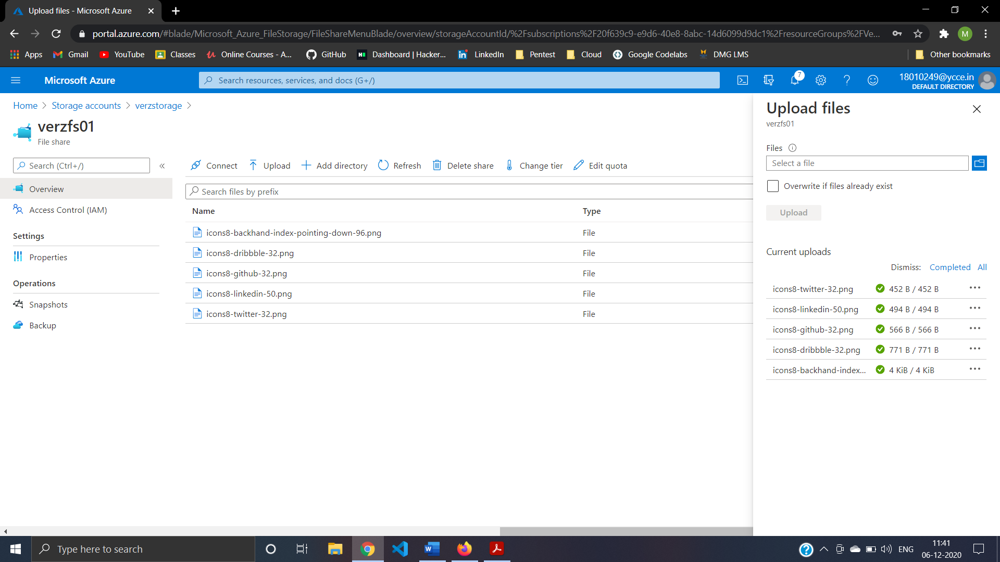 Upload files - Microsoft Azure
portal.azure.com/#blade/Microsoft_Azure_FileStorage/FileShareMenuBlade/overview/storageAccountId/%2Fsubscriptions%2F20f639c9-e9d6-40e8-8abc-14d6099d9dc1%2FresourceGroups%2FVe...
M
Apps Gmail YouTube Classes Online Courses - A... GitHub Dashboard | Hacker... LinkedIn Pentest Cloud Google Codelabs DMG LMS Other bookmarks
Microsoft Azure
Search resources, services, and docs (G+/)
7
18010249@ycce.in
DEFAULT DIRECTORY
Home > Storage accounts > verzstorage >
verzfs01
File share
Search (Ctrl+/)
«
Overview
Access Control (IAM)
Settings
Properties
Operations
Snapshots
Backup
Connect Upload Add directory Refresh Delete share Change tier Edit quota
Search files by prefix
Name Type
icons8-backhand-index-pointing-down-96.png File
icons8-dribbble-32.png File
icons8-github-32.png File
icons8-linkedin-50.png File
icons8-twitter-32.png File
Upload files
verzfs01
Files
Select a file
Overwrite if files already exist
Upload
Current uploads
Dismiss: Completed All
icons8-twitter-32.png 452 B / 452 B
icons8-linkedin-50.png 494 B / 494 B
icons8-github-32.png 566 B / 566 B
icons8-dribbble-32.png 771 B / 771 B
icons8-backhand-index... 4 KiB / 4 KiB
Type here to search
ENG
11:41
06-12-2020